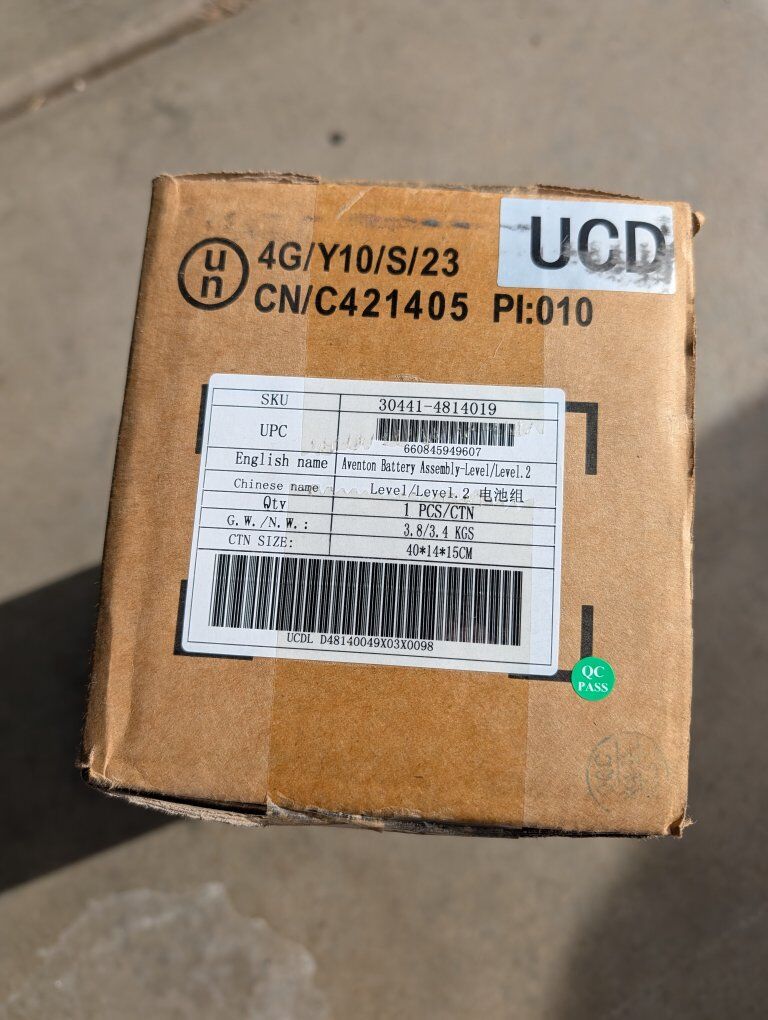 un 4G/Y10/S/23 UCD
CN/C421405 PI:010
SKU 30441-4814019
UPC
660845949607
English name Aventon Battery Assembly-Level/Level.2
Chinese name Level/Level.2 电池组
Qty 1 PCS/CTN
G.W./N.W.: 3.8/3.4 KGS
CTN SIZE: 40*14*15CM
UCDL D48140049X03X0098
QC
PASS